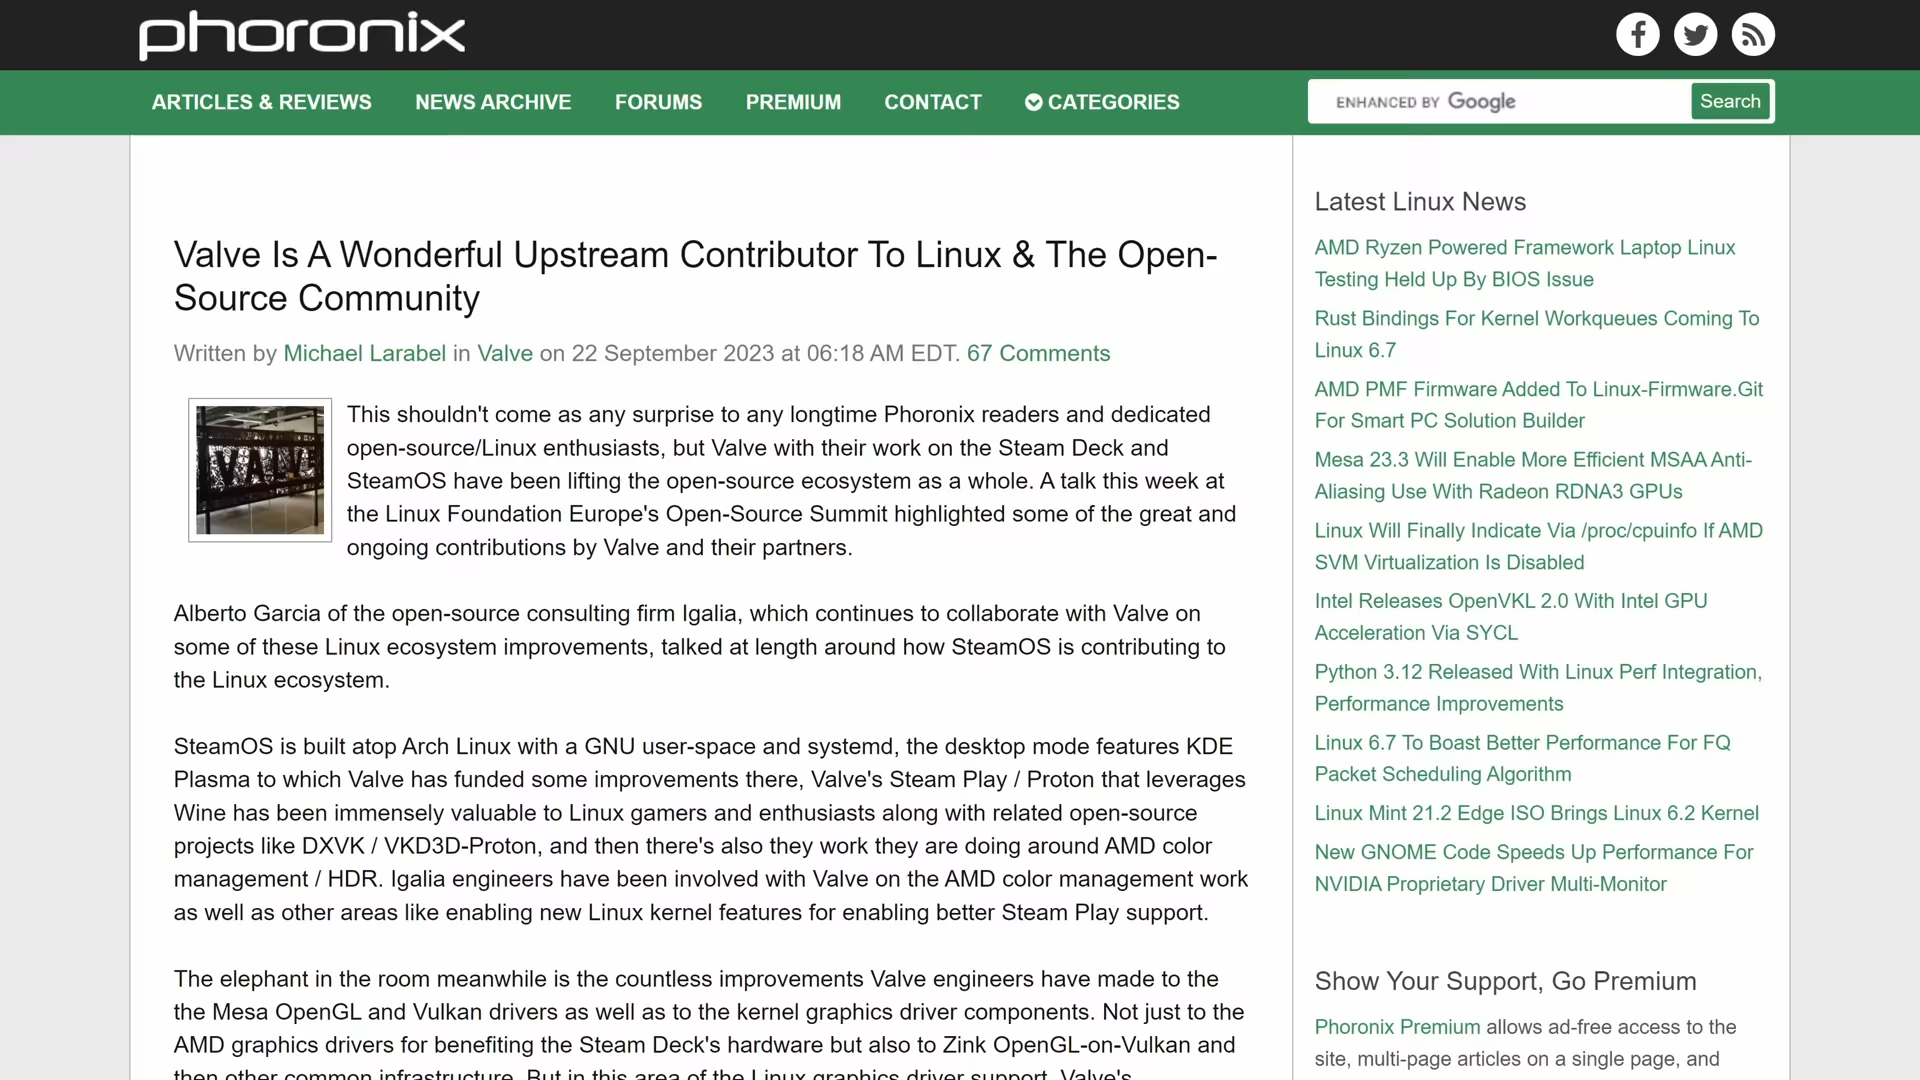 phoronix
ARTICLES & REVIEWS
NEWS ARCHIVE
FORUMS
PREMIUM
CONTACT
CATEGORIES
ENHANCED BY Google
Search
Valve Is A Wonderful Upstream Contributor To Linux & The Open-
Source Community
Written by Michael Larabel in Valve on 22 September 2023 at 06:18 AM EDT. 67 Comments
VALVE
This shouldn't come as any surprise to any longtime Phoronix readers and dedicated
open-source/Linux enthusiasts, but Valve with their work on the Steam Deck and
SteamOS have been lifting the open-source ecosystem as a whole. A talk this week at
the Linux Foundation Europe's Open-Source Summit highlighted some of the great and
ongoing contributions by Valve and their partners.
Alberto Garcia of the open-source consulting firm Igalia, which continues to collaborate with Valve on
some of these Linux ecosystem improvements, talked at length around how SteamOS is contributing to
the Linux ecosystem.
SteamOS is built atop Arch Linux with a GNU user-space and systemd, the desktop mode features KDE
Plasma to which Valve has funded some improvements there, Valve's Steam Play / Proton that leverages
Wine has been immensely valuable to Linux gamers and enthusiasts along with related open-source
projects like DXVK / VKD3D-Proton, and then there's also they work they are doing around AMD color
management / HDR. Igalia engineers have been involved with Valve on the AMD color management work
as well as other areas like enabling new Linux kernel features for enabling better Steam Play support.
The elephant in the room meanwhile is the countless improvements Valve engineers have made to the
the Mesa OpenGL and Vulkan drivers as well as to the kernel graphics driver components. Not just to the
AMD graphics drivers for benefiting the Steam Deck's hardware but also to Zink OpenGL-on-Vulkan and
then other common infrastructure. But in this area of the Linux graphics driver support, Valve's
Latest Linux News
AMD Ryzen Powered Framework Laptop Linux
Testing Held Up By BIOS Issue
Rust Bindings For Kernel Workqueues Coming To
Linux 6.7
AMD PMF Firmware Added To Linux-Firmware.Git
For Smart PC Solution Builder
Mesa 23.3 Will Enable More Efficient MSAA Anti-
Aliasing Use With Radeon RDNA3 GPUs
Linux Will Finally Indicate Via /proc/cpuinfo If AMD
SVM Virtualization Is Disabled
Intel Releases OpenVKL 2.0 With Intel GPU
Acceleration Via SYCL
Python 3.12 Released With Linux Perf Integration,
Performance Improvements
Linux 6.7 To Boast Better Performance For FQ
Packet Scheduling Algorithm
Linux Mint 21.2 Edge ISO Brings Linux 6.2 Kernel
New GNOME Code Speeds Up Performance For
NVIDIA Proprietary Driver Multi-Monitor
Show Your Support, Go Premium
Phoronix Premium allows ad-free access to the
site, multi-page articles on a single page, and